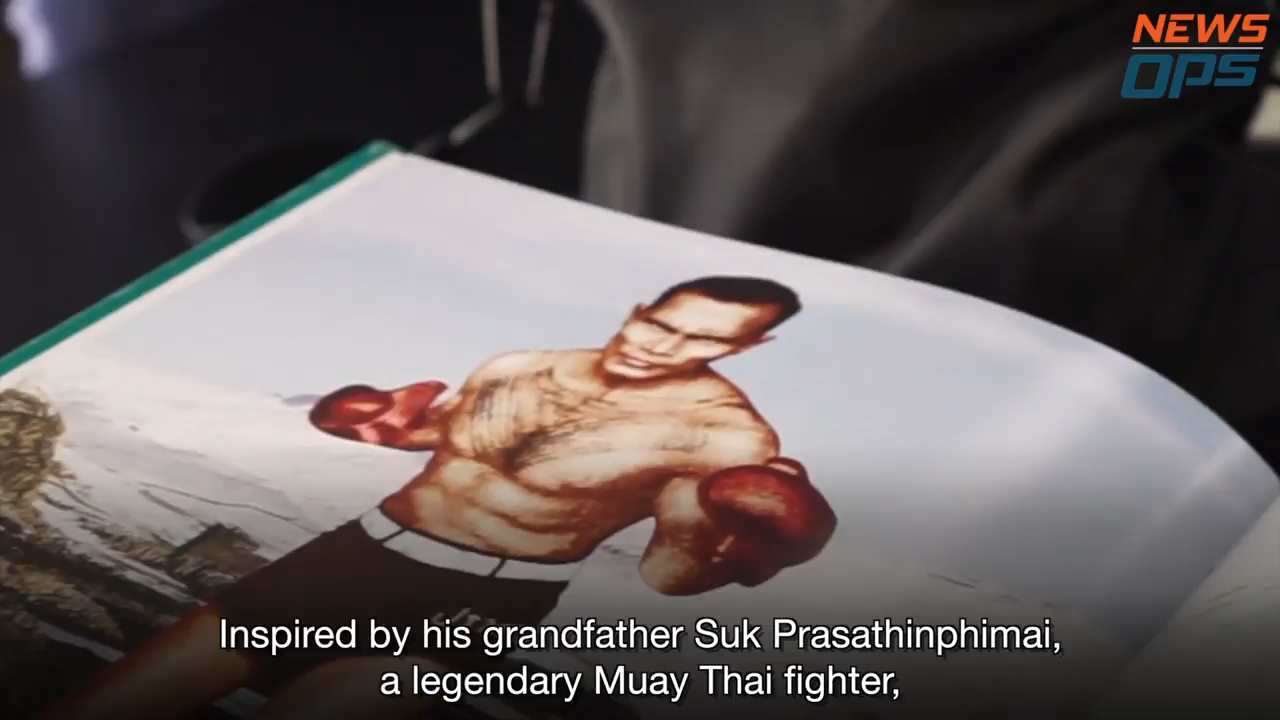 NEWS
OPS
Inspired by his grandfather Suk Prasathinphimai,
a legendary Muay Thai fighter,